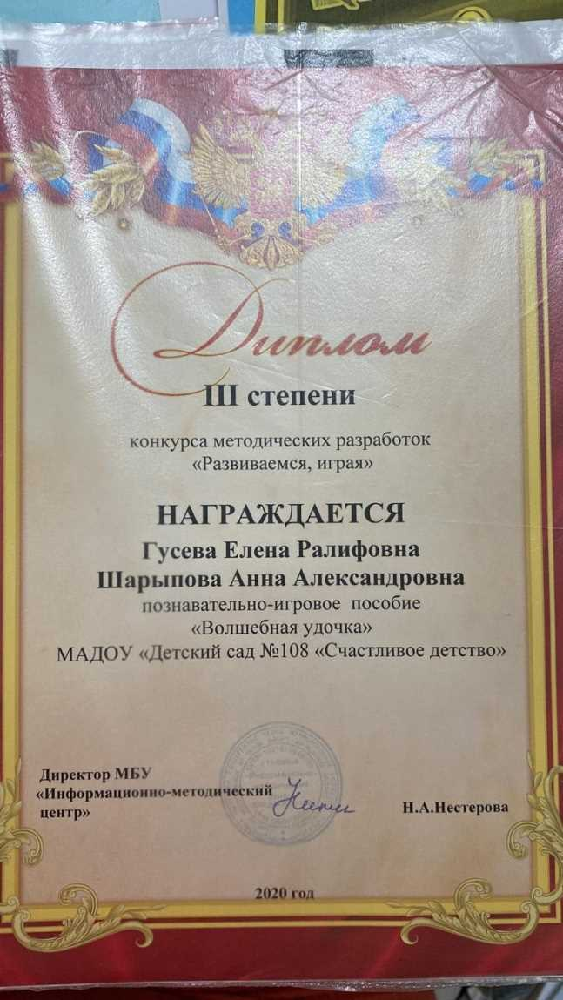 Диплом
III степени
конкурса методических разработок
«Развиваемся, играя»
НАГРАЖДАЕТСЯ
Гусева Елена Ралифовна
Шарыпова Анна Александровна
познавательно-игровое пособие
«Волшебная удочка»
МАДОУ «Детский сад №108 «Счастливое детство»
Директор МБУ
«Информационно-методический
центр»
Н.А.Нестерова
2020 год